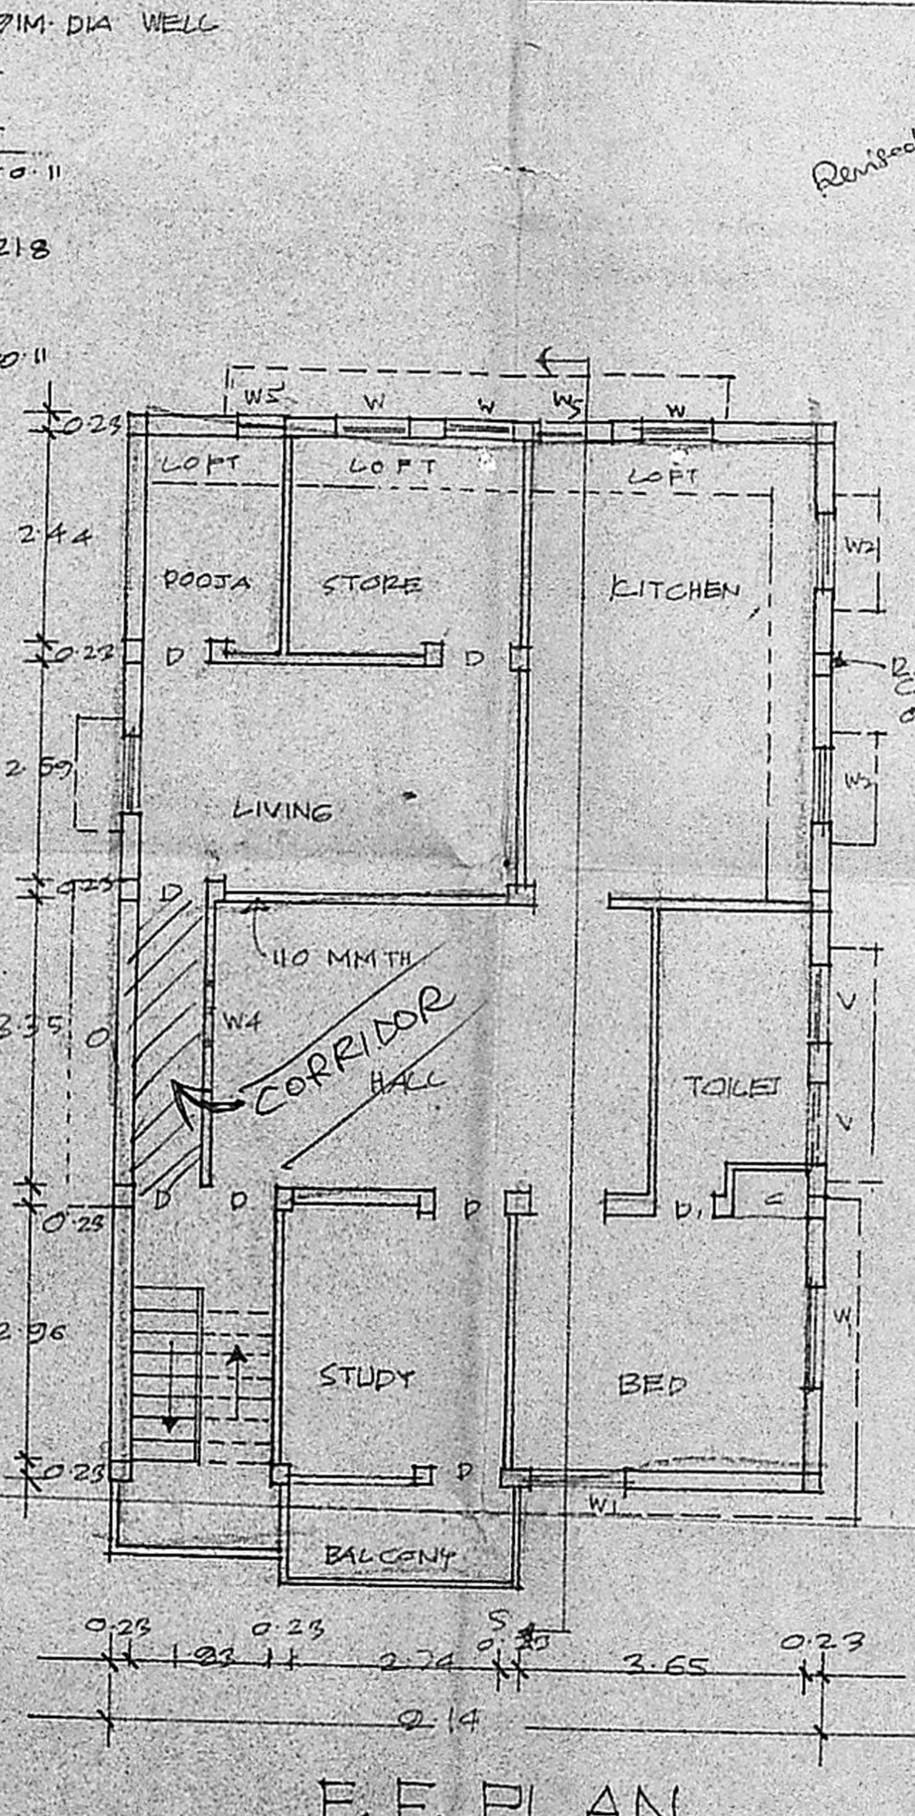 DIA WELL
0.11
Revised
218
0.11
W5 W W W5 W
0.23
LOFT LOFT LOFT
2.44
W2
POOJA STORE KITCHEN
0.23 D D
2.59
LIVING
0.23 D
110 MM TH
3.35 O W4 V
CORRIDOR
HALL TOILET
V
D D D D1 C
0.23
2.96
W1
STUDY BED
0.23 D
W1
BALCONY
S
0.23 0.23 0.23 0.23
1.83 2.74 3.65
9.14
F.F. PLAN